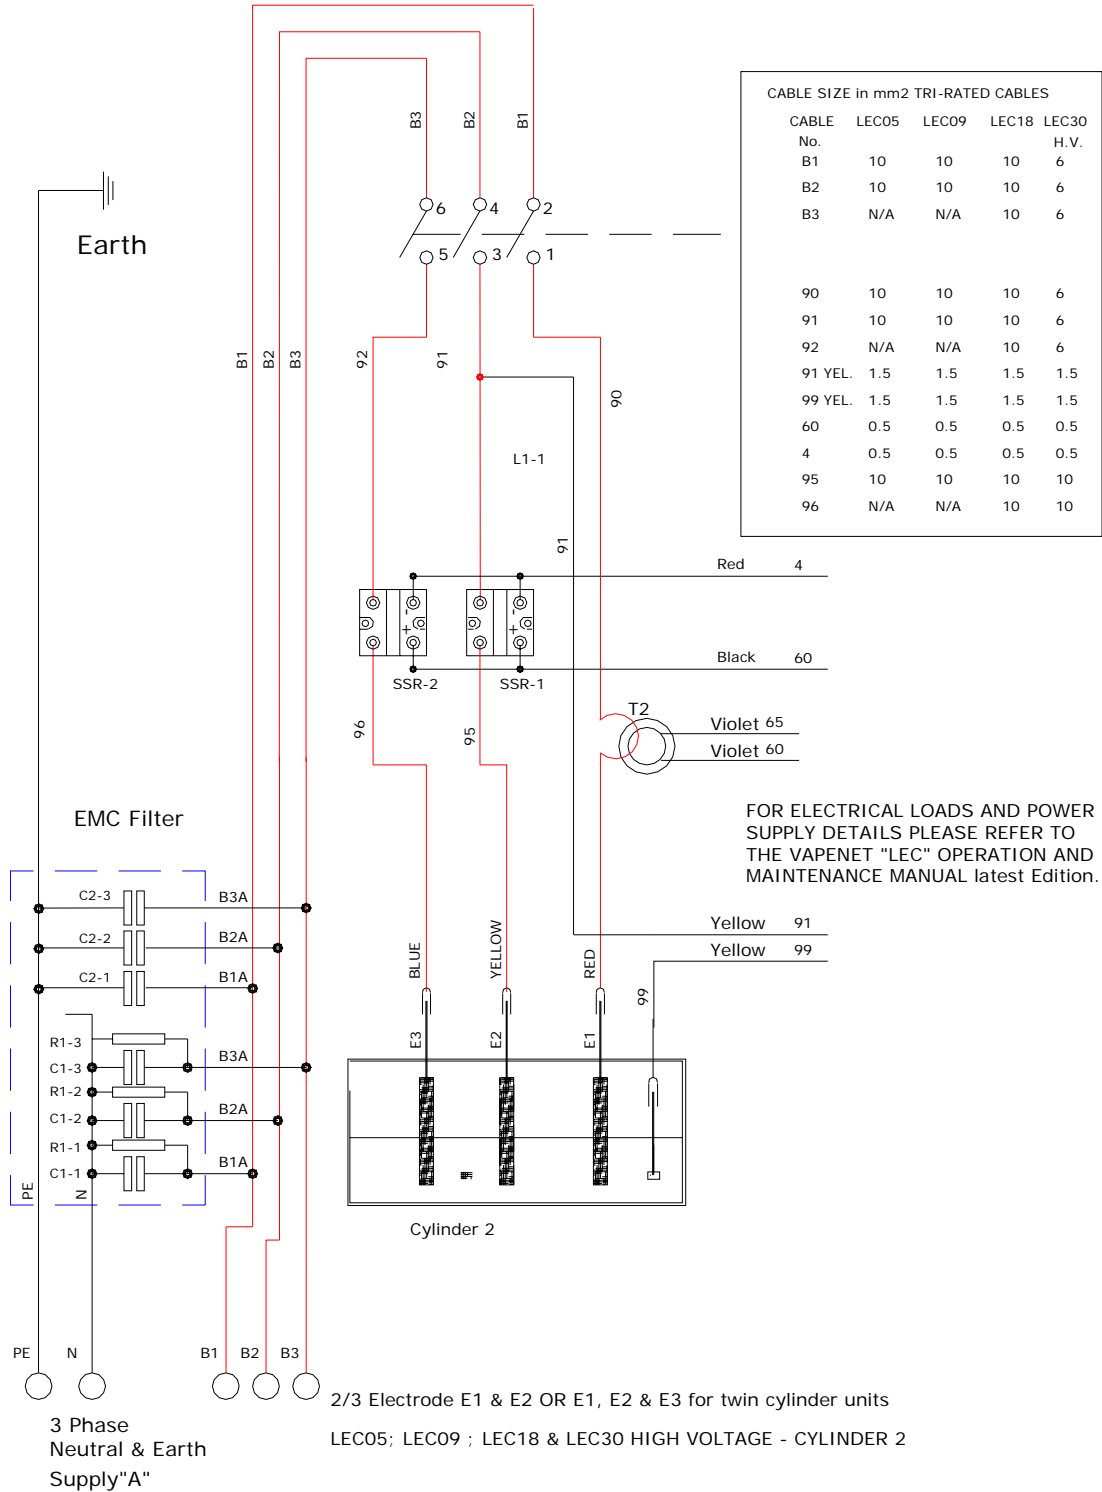 B3
B2
B1
CABLE SIZE in mm2 TRI-RATED CABLES
CABLE No. LEC05 LEC09 LEC18 LEC30 H.V.
B1 10 10 10 6
B2 10 10 10 6
B3 N/A N/A 10 6
90 10 10 10 6
91 10 10 10 6
92 N/A N/A 10 6
91 YEL. 1.5 1.5 1.5 1.5
99 YEL. 1.5 1.5 1.5 1.5
60 0.5 0.5 0.5 0.5
4 0.5 0.5 0.5 0.5
95 10 10 10 10
96 N/A N/A 10 10
6 4 2
Earth
5 3 1
B1 B2 B3 92 91
90
L1-1
91
Red 4
- -
+ +
Black 60
SSR-2 SSR-1
T2
96 95
Violet 65
Violet 60
EMC Filter
FOR ELECTRICAL LOADS AND POWER
SUPPLY DETAILS PLEASE REFER TO
THE VAPENET "LEC" OPERATION AND
MAINTENANCE MANUAL latest Edition.
C2-3 B3A
Yellow 91
C2-2 B2A
Yellow 99
C2-1 B1A
BLUE YELLOW RED 99
E3 E2 E1
R1-3
C1-3 B3A
R1-2
C1-2 B2A
R1-1
C1-1 B1A
PE N
Cylinder 2
PE N B1 B2 B3
2/3 Electrode E1 & E2 OR E1, E2 & E3 for twin cylinder units
3 Phase
Neutral & Earth
Supply"A"
LEC05; LEC09 ; LEC18 & LEC30 HIGH VOLTAGE - CYLINDER 2